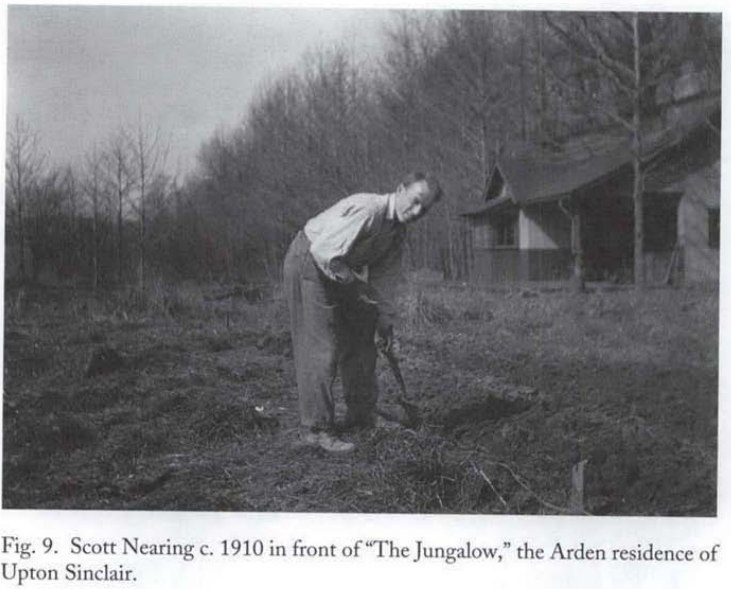 Fig. 9. Scott Nearing c. 1910 in front of “The Jungalow,” the Arden residence of
Upton Sinclair.